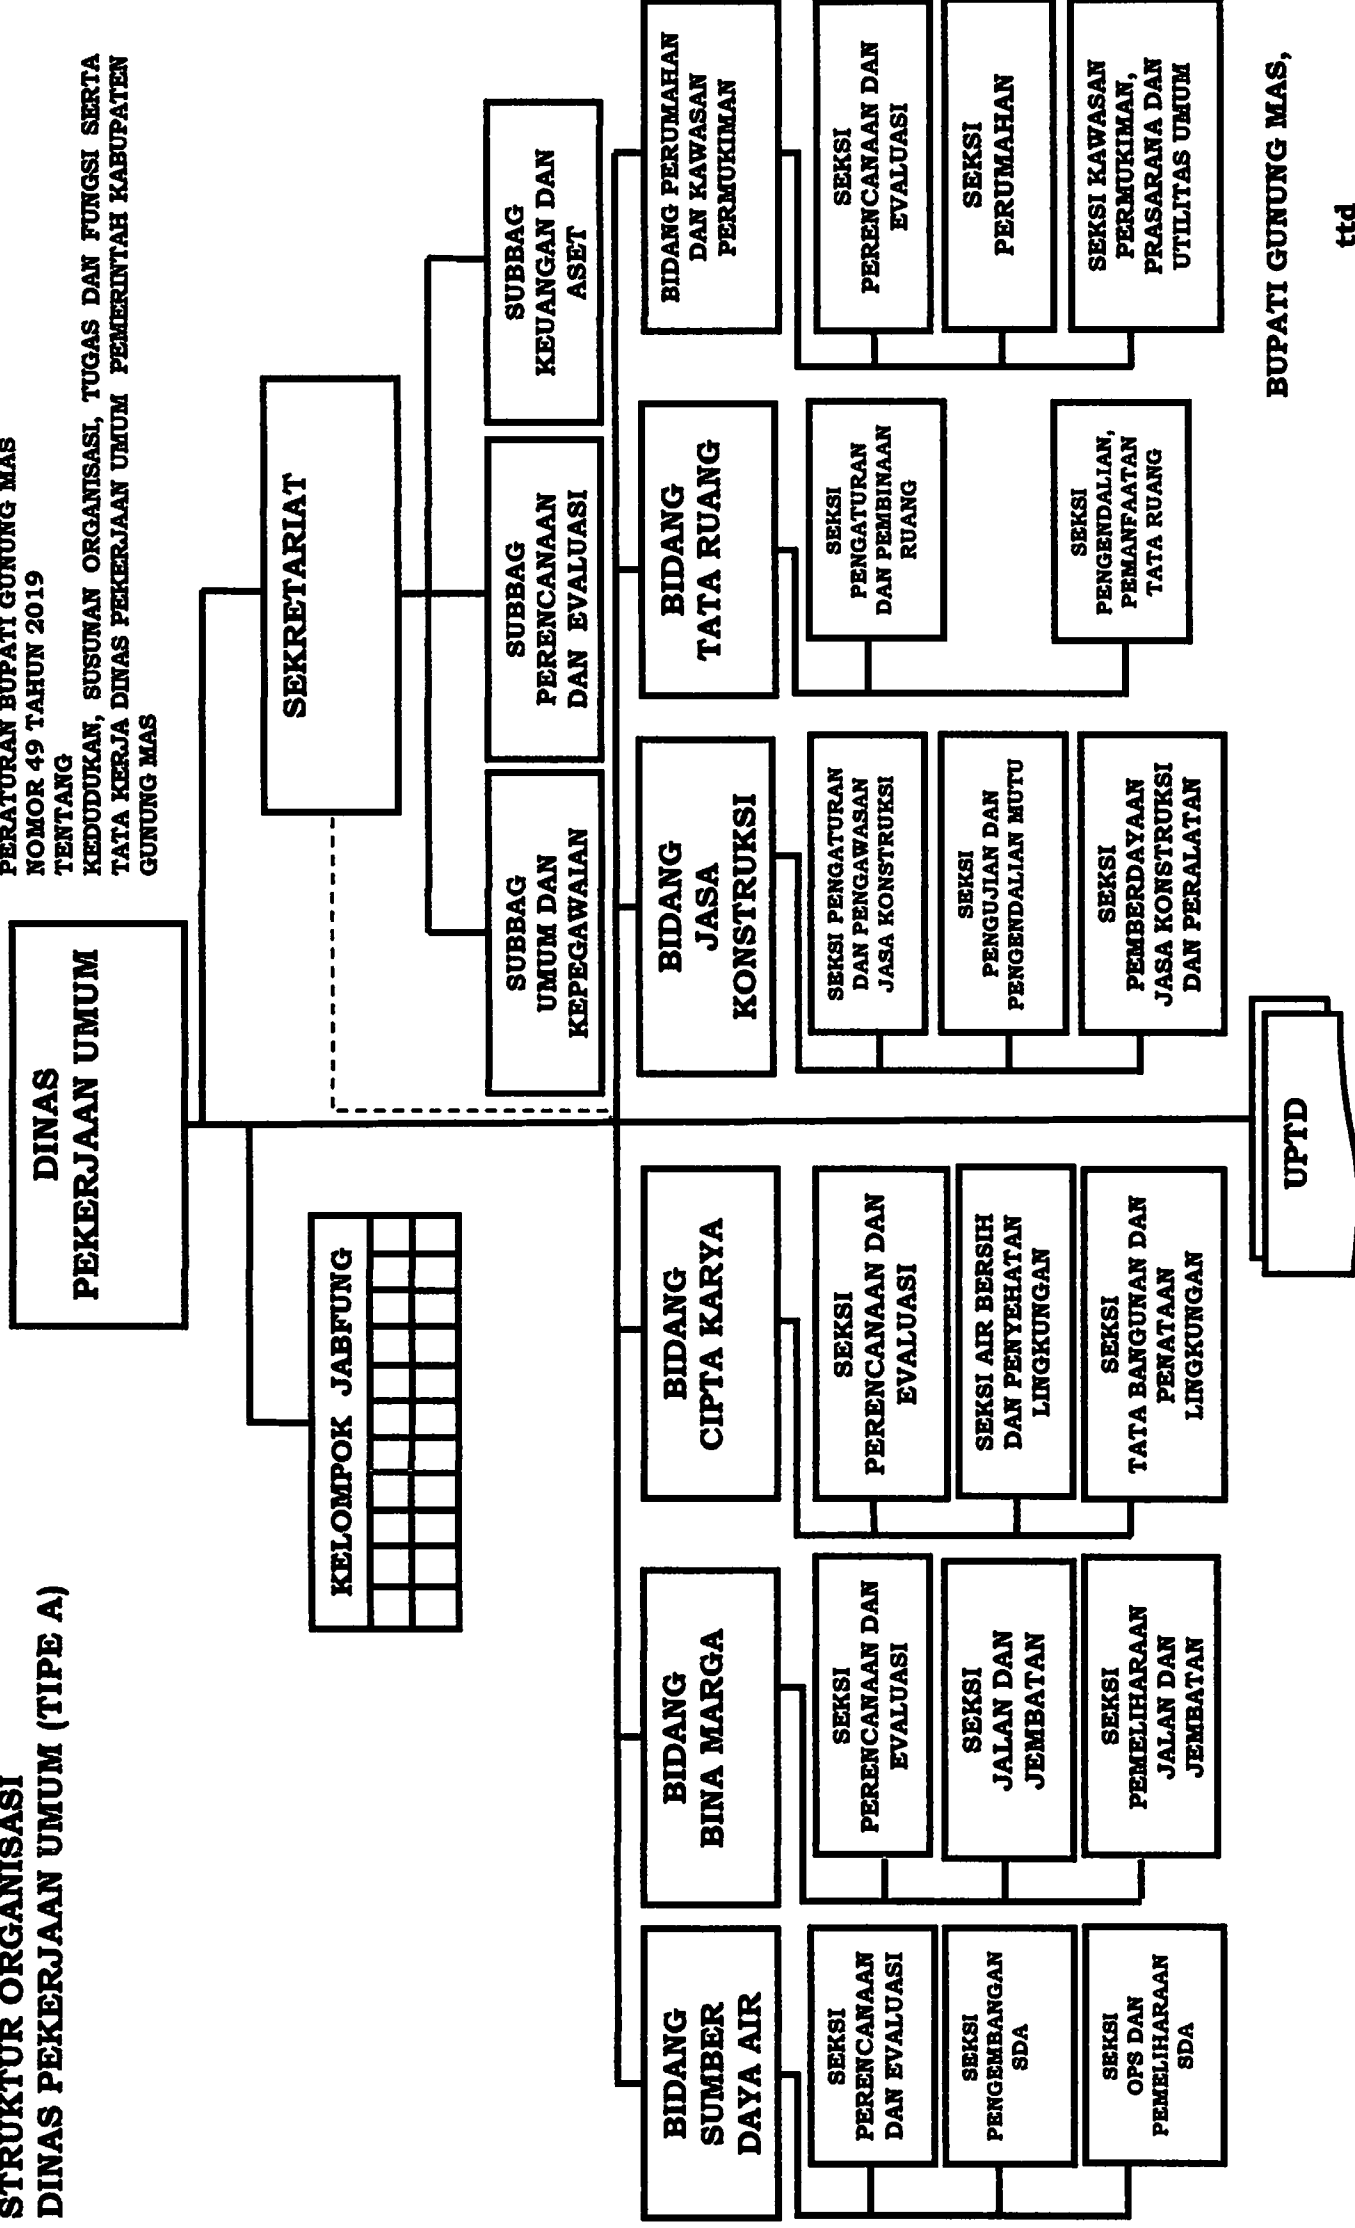 STRUKTUR ORGANISASI
DINAS PEKERJAAN UMUM (TIPE A)
PERATURAN BUPATI GUNUNG MAS
NOMOR 49 TAHUN 2019
TENTANG
KEDUDUKAN, SUSUNAN ORGANISASI, TUGAS DAN FUNGSI SERTA
TATA KERJA DINAS PEKERJAAN UMUM PEMERINTAH KABUPATEN
GUNUNG MAS
DINAS
PEKERJAAN UMUM
KELOMPOK JABFUNG
SEKRETARIAT
SUBBAG
UMUM DAN
KEPEGAWAIAN
SUBBAG
PERENCANAAN
DAN EVALUASI
SUBBAG
KEUANGAN DAN
ASET
BIDANG
SUMBER
DAYA AIR
SEKSI
PERENCANAAN
DAN EVALUASI
SEKSI
PENGEMBANGAN
SDA
SEKSI
OPS DAN
PEMELIHARAAN
SDA
BIDANG
BINA MARGA
SEKSI
PERENCANAAN DAN
EVALUASI
SEKSI
JALAN DAN
JEMBATAN
SEKSI
PEMELIHARAAN
JALAN DAN
JEMBATAN
BIDANG
CIPTA KARYA
SEKSI
PERENCANAAN DAN
EVALUASI
SEKSI AIR BERSIH
DAN PENYEHATAN
LINGKUNGAN
SEKSI
TATA BANGUNAN DAN
PENATAAN
LINGKUNGAN
BIDANG
JASA
KONSTRUKSI
SEKSI PENGATURAN
DAN PENGAWASAN
JASA KONSTRUKSI
SEKSI
PENGUJIAN DAN
PENGENDALIAN MUTU
SEKSI
PEMBERDAYAAN
JASA KONSTRUKSI
DAN PERALATAN
BIDANG
TATA RUANG
SEKSI
PENGATURAN
DAN PEMBINAAN
RUANG
SEKSI
PENGENDALIAN,
PEMANFAATAN
TATA RUANG
BIDANG PERUMAHAN
DAN KAWASAN
PERMUKIMAN
SEKSI
PERENCANAAN DAN
EVALUASI
SEKSI
PERUMAHAN
SEKSI KAWASAN
PERMUKIMAN,
PRASARANA DAN
UTILITAS UMUM
UPTD
BUPATI GUNUNG MAS,
ttd